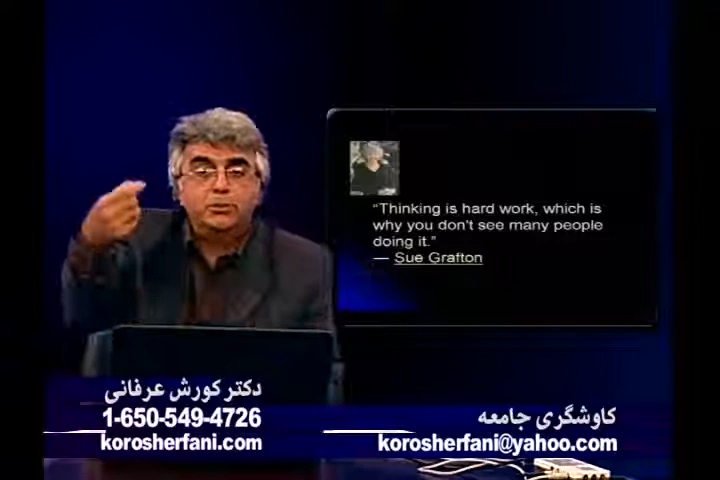 “Thinking is hard work, which is
why you don't see many people
doing it.”
— Sue Grafton
دکتر کورش عرفانی
1-650-549-4726
korosherfani.com
کاوشگری جامعه
korosherfani@yahoo.com